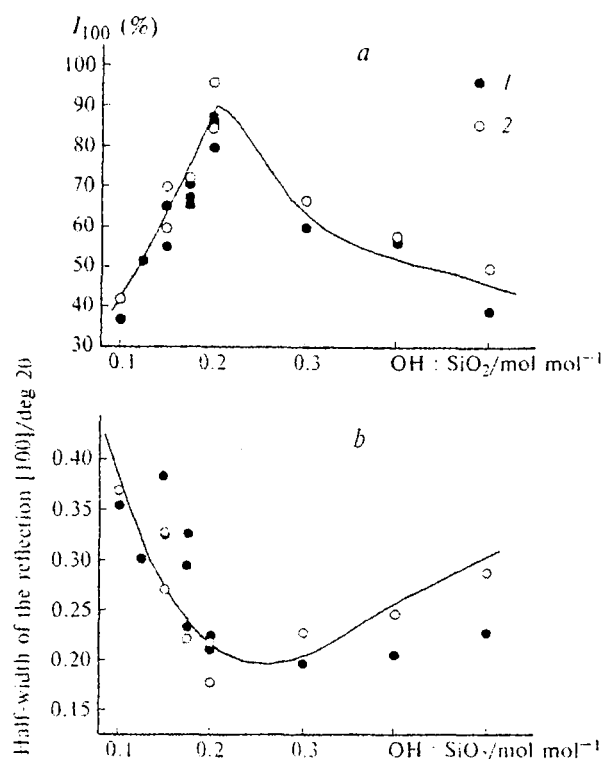 I100 (%)
a
100
90
80
70
60
50
40
30
1
2
0.1 0.2 0.3 OH : SiO2/mol mol−1
Half-width of the reflection [100]/deg 2θ
b
0.40
0.35
0.30
0.25
0.20
0.15
0.1 0.2 0.3 OH : SiO2/mol mol−1